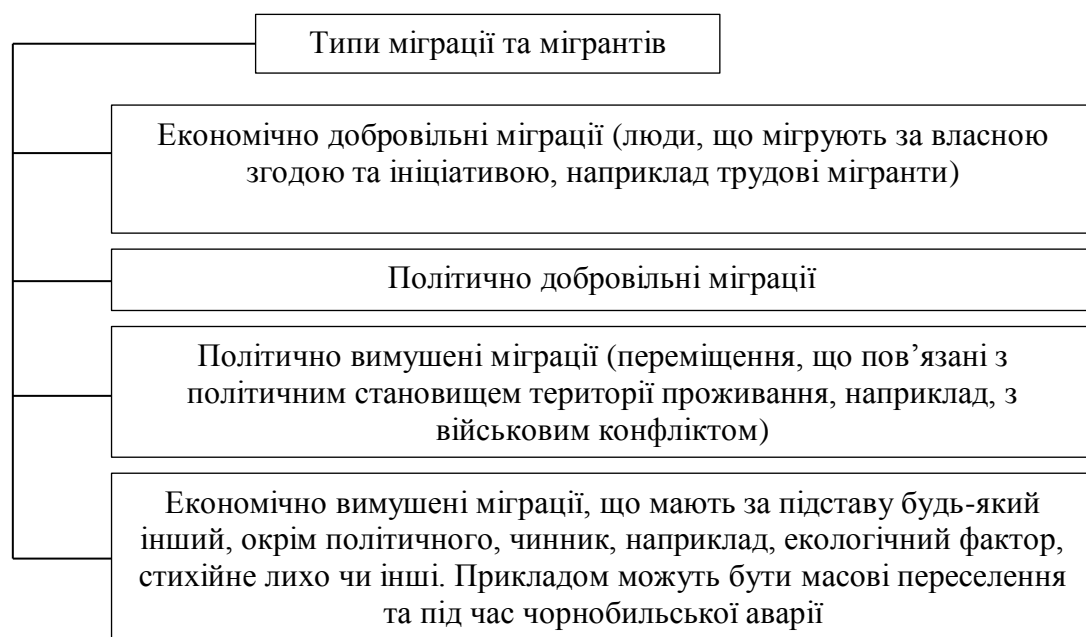 Типи міграції та мігрантів
Економічно добровільні міграції (люди, що мігрують за власною
згодою та ініціативою, наприклад трудові мігранти)
Політично добровільні міграції
Політично вимушені міграції (переміщення, що пов’язані з
політичним становищем території проживання, наприклад, з
військовим конфліктом)
Економічно вимушені міграції, що мають за підставу будь-який
інший, окрім політичного, чинник, наприклад, екологічний фактор,
стихійне лихо чи інші. Прикладом можуть бути масові переселення
та під час чорнобильської аварії